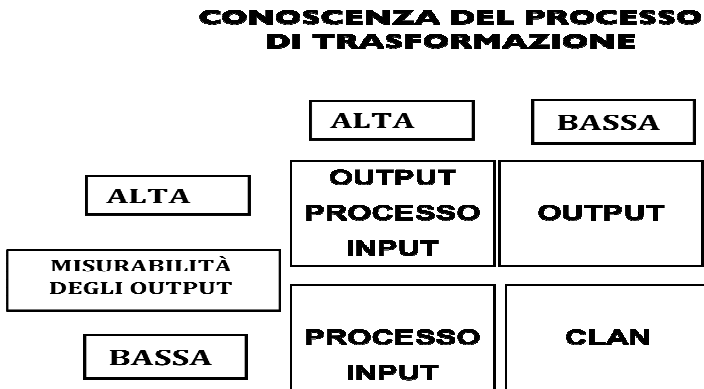 CONOSCENZA DEL PROCESSO
DI TRASFORMAZIONE
ALTA
BASSA
ALTA
OUTPUT
PROCESSO
INPUT
OUTPUT
MISURABILITÀ
DEGLI OUTPUT
BASSA
PROCESSO
INPUT
CLAN